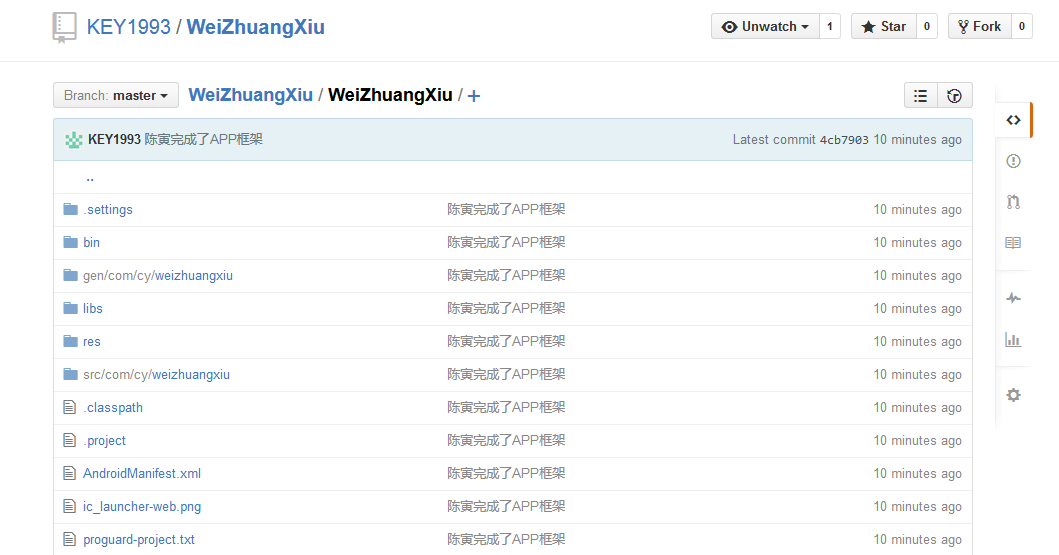 KEY1993 / WeiZhuangXiu Unwatch 1 Star 0 Fork 0
Branch: master WeiZhuangXiu / WeiZhuangXiu / +
KEY1993 陈寅完成了APP框架 Latest commit 4cb7903 10 minutes ago
..
.settings 陈寅完成了APP框架 10 minutes ago
bin 陈寅完成了APP框架 10 minutes ago
gen/com/cy/weizhuangxiu 陈寅完成了APP框架 10 minutes ago
libs 陈寅完成了APP框架 10 minutes ago
res 陈寅完成了APP框架 10 minutes ago
src/com/cy/weizhuangxiu 陈寅完成了APP框架 10 minutes ago
.classpath 陈寅完成了APP框架 10 minutes ago
.project 陈寅完成了APP框架 10 minutes ago
AndroidManifest.xml 陈寅完成了APP框架 10 minutes ago
ic_launcher-web.png 陈寅完成了APP框架 10 minutes ago
proguard-project.txt 陈寅完成了APP框架 10 minutes ago